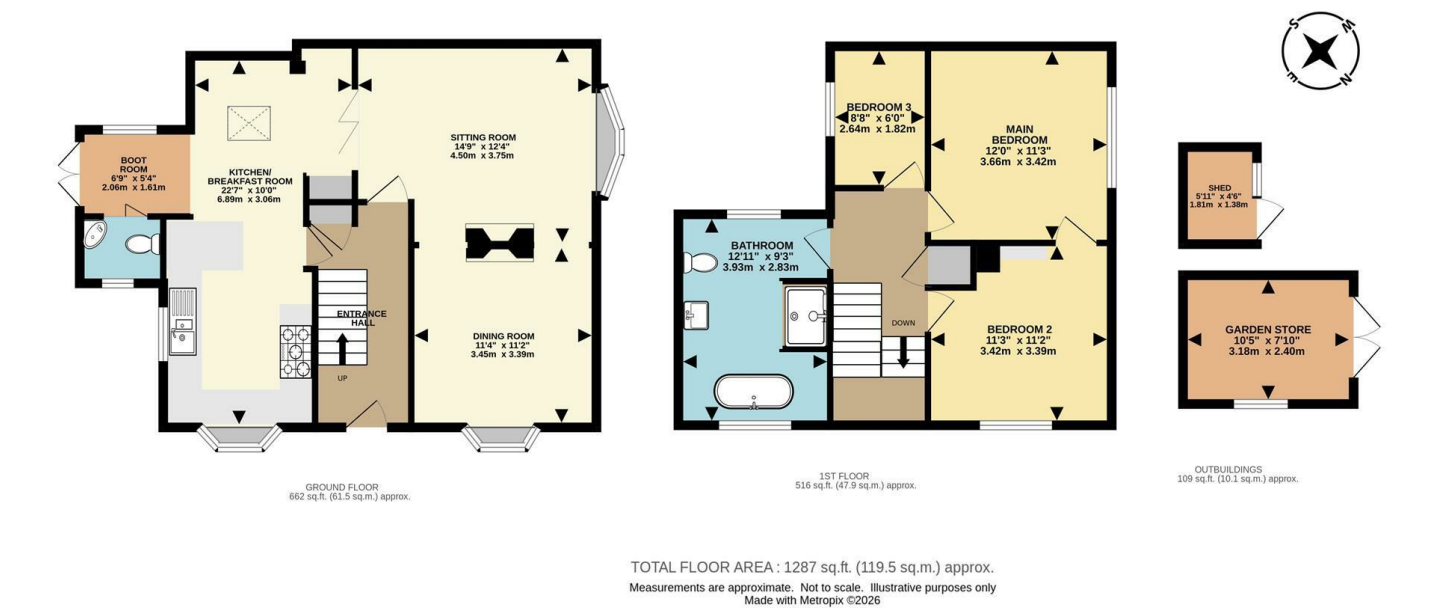 BOOT
ROOM
6'9" x 5'4"
2.06m x 1.61m
KITCHEN/
BREAKFAST ROOM
22'7" x 10'0"
6.89m x 3.06m
SITTING ROOM
14'9" x 12'4"
4.50m x 3.75m
ENTRANCE
HALL
UP
DINING ROOM
11'4" x 11'2"
3.45m x 3.39m
GROUND FLOOR
662 sq.ft. (61.5 sq.m.) approx.
BEDROOM 3
8'8" x 6'0"
2.64m x 1.82m
MAIN
BEDROOM
12'0" x 11'3"
3.66m x 3.42m
BATHROOM
12'11" x 9'3"
3.93m x 2.83m
DOWN
BEDROOM 2
11'3" x 11'2"
3.42m x 3.39m
1ST FLOOR
516 sq.ft. (47.9 sq.m.) approx.
S
W
E
N
SHED
5'11" x 4'6"
1.81m x 1.38m
GARDEN STORE
10'5" x 7'10"
3.18m x 2.40m
OUTBUILDINGS
109 sq.ft. (10.1 sq.m.) approx.
TOTAL FLOOR AREA : 1287 sq.ft. (119.5 sq.m.) approx.
Measurements are approximate. Not to scale. Illustrative purposes only
Made with Metropix ©2026